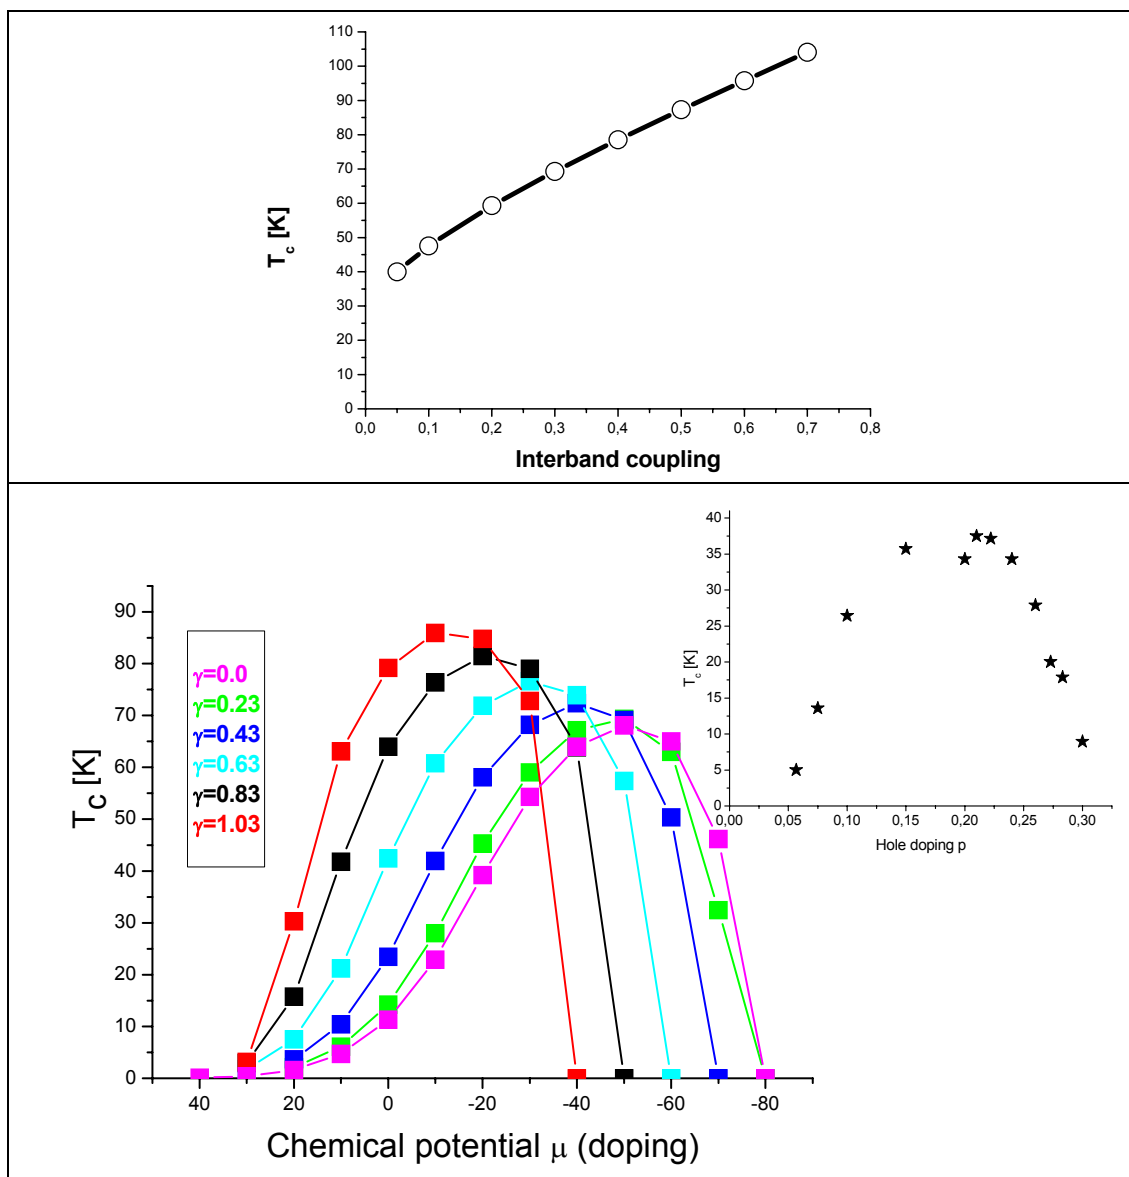 110
100
90
80
70
60
50
40
30
20
10
0
T c [K]
0,0 0,1 0,2 0,3 0,4 0,5 0,6 0,7 0,8
Interband coupling
40
35
30
25
20
15
10
5
0
T c [K]
0,00 0,05 0,10 0,15 0,20 0,25 0,30
Hole doping p
90
80
70
60
50
40
30
20
10
0
T C [K]
γ=0.0
γ=0.23
γ=0.43
γ=0.63
γ=0.83
γ=1.03
40 20 0 -20 -40 -60 -80
Chemical potential μ (doping)